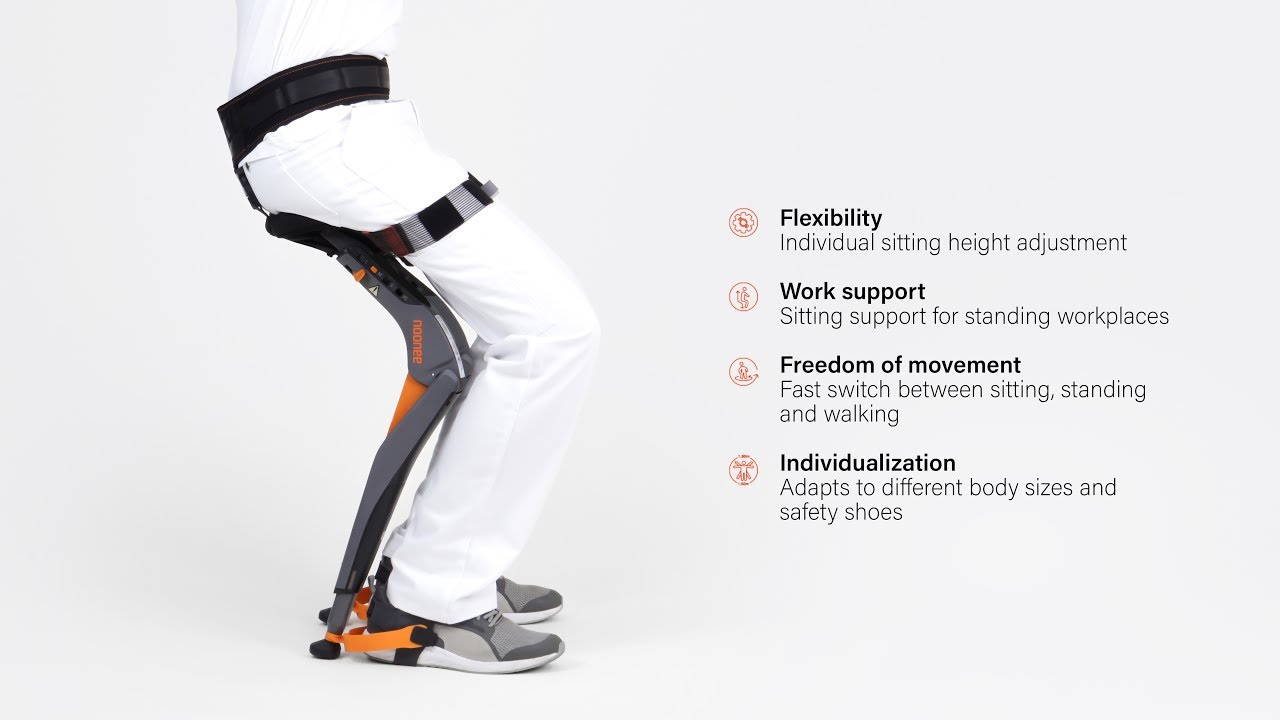 noonee
Flexibility
Individual sitting height adjustment
Work support
Sitting support for standing workplaces
Freedom of movement
Fast switch between sitting, standing
and walking
Individualization
Adapts to different body sizes and
safety shoes